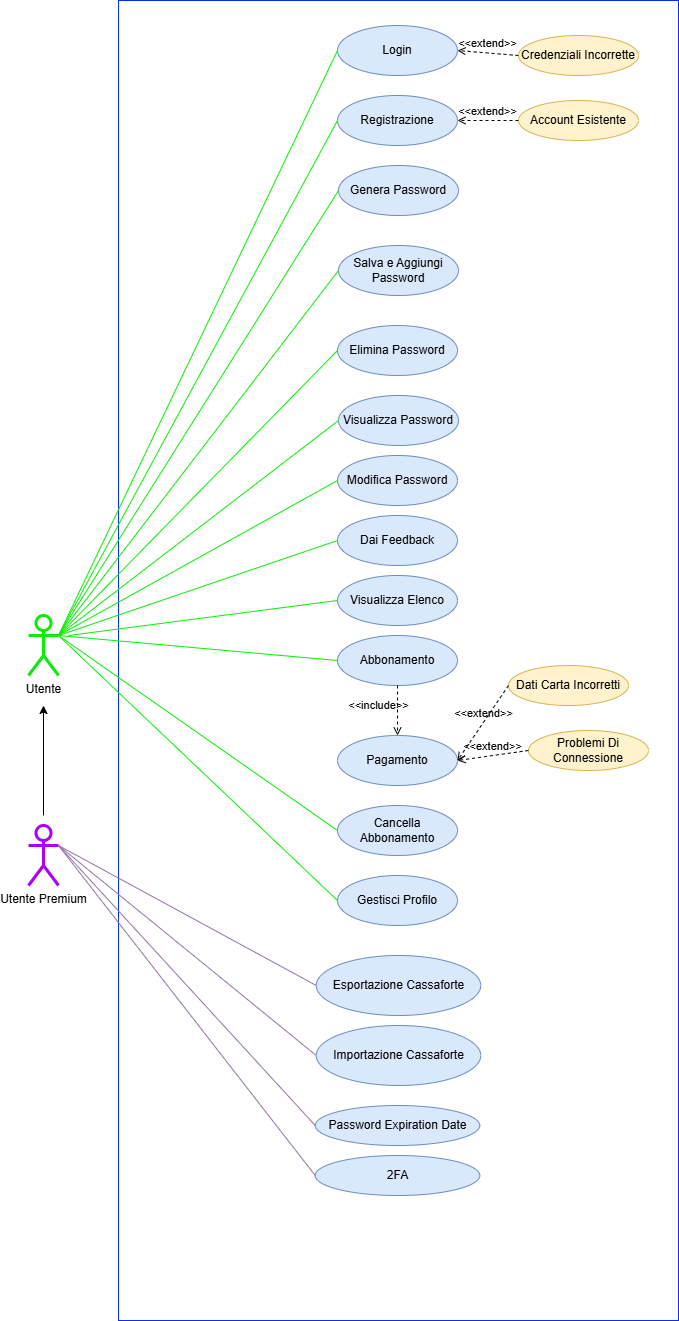 Login
<<extend>>
Credenziali Incorrette
Registrazione
<<extend>>
Account Esistente
Genera Password
Salva e Aggiungi
Password
Elimina Password
Visualizza Password
Modifica Password
Dai Feedback
Visualizza Elenco
Utente
Abbonamento
<<include>>
Dati Carta Incorretti
<<extend>>
Pagamento
<<extend>>
Problemi Di
Connessione
Cancella
Abbonamento
Utente Premium
Gestisci Profilo
Esportazione Cassaforte
Importazione Cassaforte
Password Expiration Date
2FA